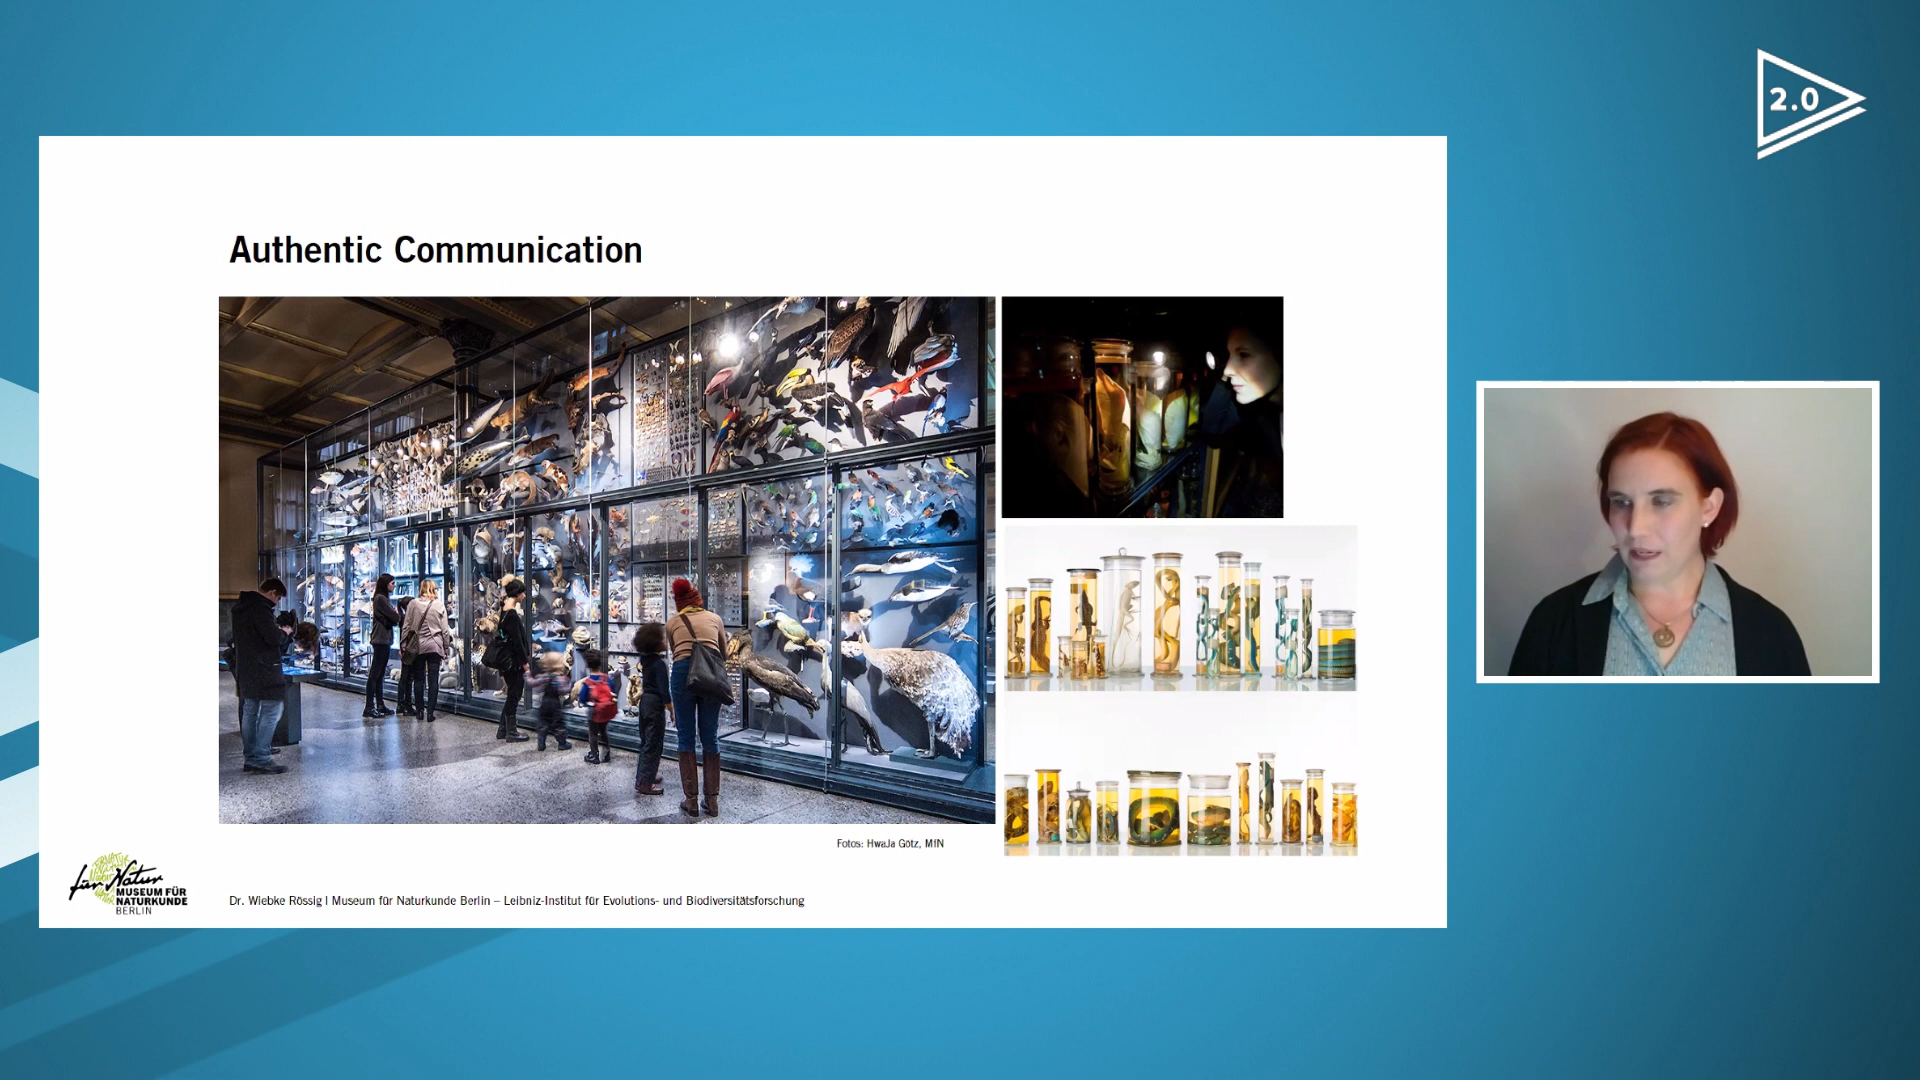 2.0
Authentic Communication
Fotos: HwaJa Götz, MfN
für Natur
MUSEUM FÜR
NATURKUNDE
BERLIN
Dr. Wiebke Rössig | Museum für Naturkunde Berlin – Leibniz-Institut für Evolutions- und Biodiversitätsforschung